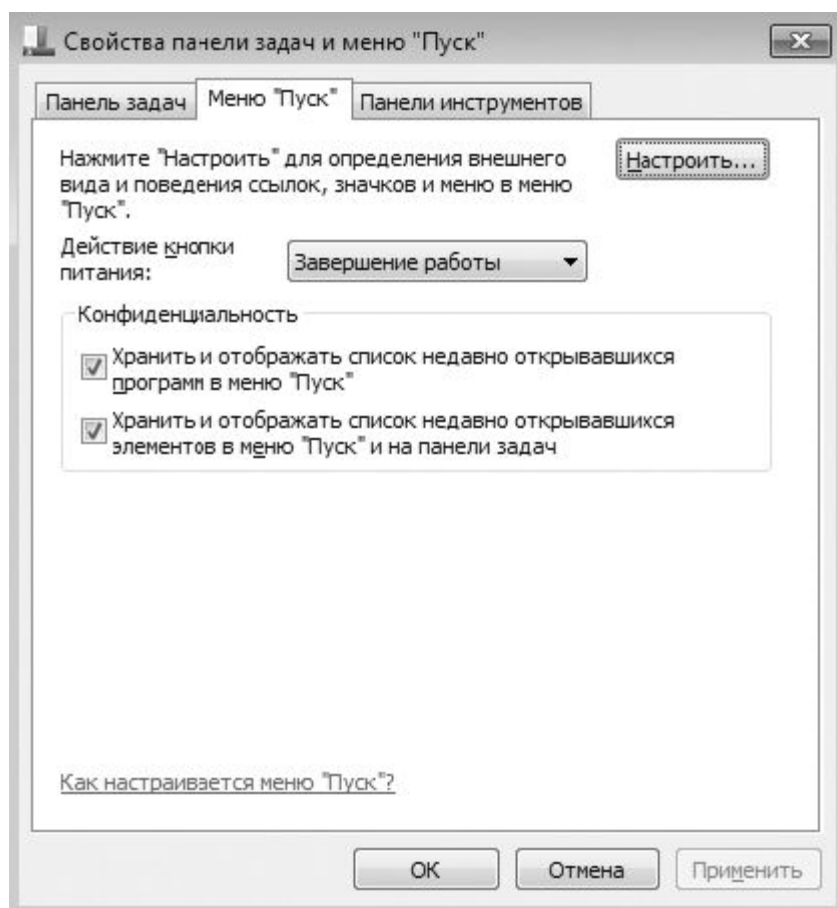 Свойства панели задач и меню "Пуск"
Панель задач
Меню "Пуск"
Панели инструментов
Нажмите "Настроить" для определения внешнего
вида и поведения ссылок, значков и меню в меню
"Пуск".
Настроить...
Действие кнопки
питания:
Завершение работы
Конфиденциальность
Хранить и отображать список недавно открывавшихся
программ в меню "Пуск"
Хранить и отображать список недавно открывавшихся
элементов в меню "Пуск" и на панели задач
Как настраивается меню "Пуск"?
ОК
Отмена
Применить